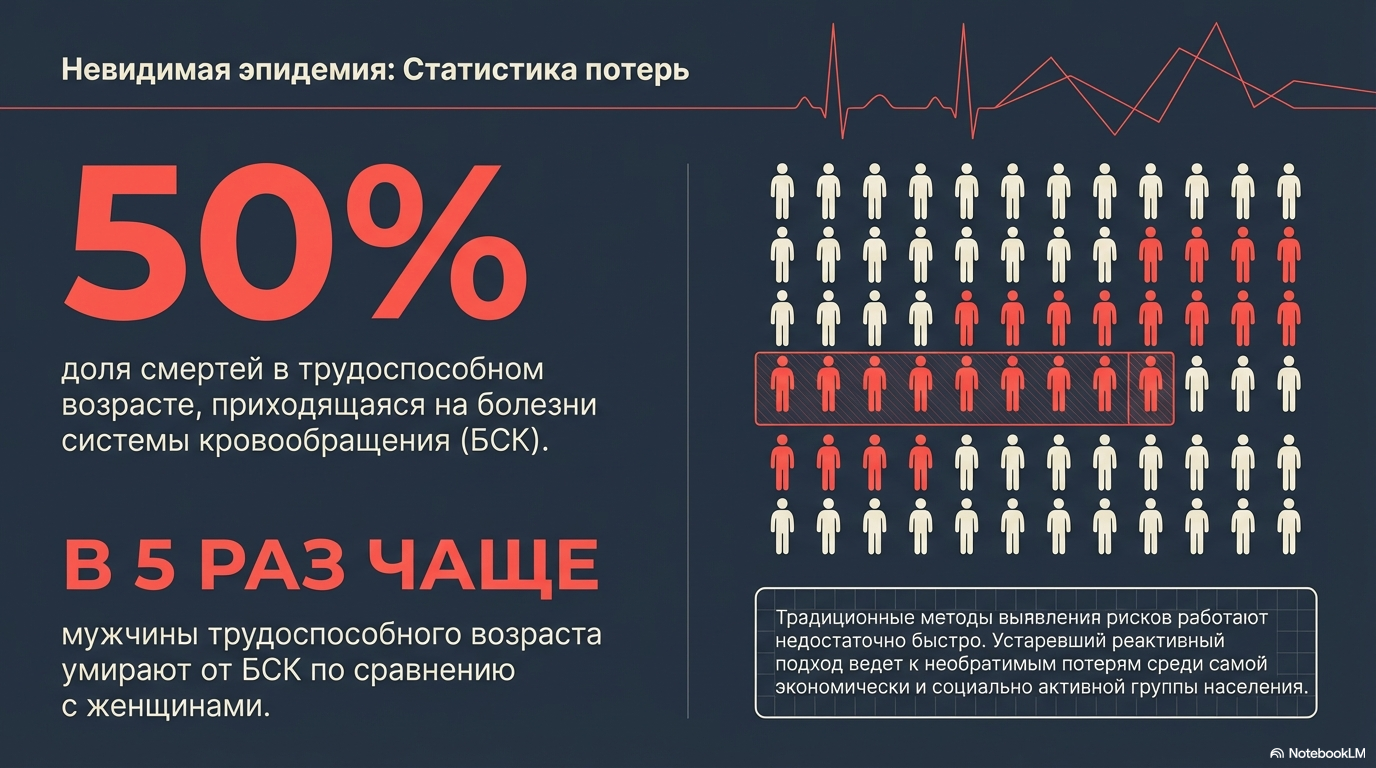 Невидимая эпидемия: Статистика потерь
50%
доля смертей в трудоспособном
возрасте, приходящаяся на болезни
системы кровообращения (БСК).
В 5 РАЗ ЧАЩЕ
мужчины трудоспособного возраста
умирают от БСК по сравнению
с женщинами.
Традиционные методы выявления рисков работают
недостаточно быстро. Устаревший реактивный
подход ведет к необратимым потерям среди самой
экономически и социально активной группы населения.
NotebookLM